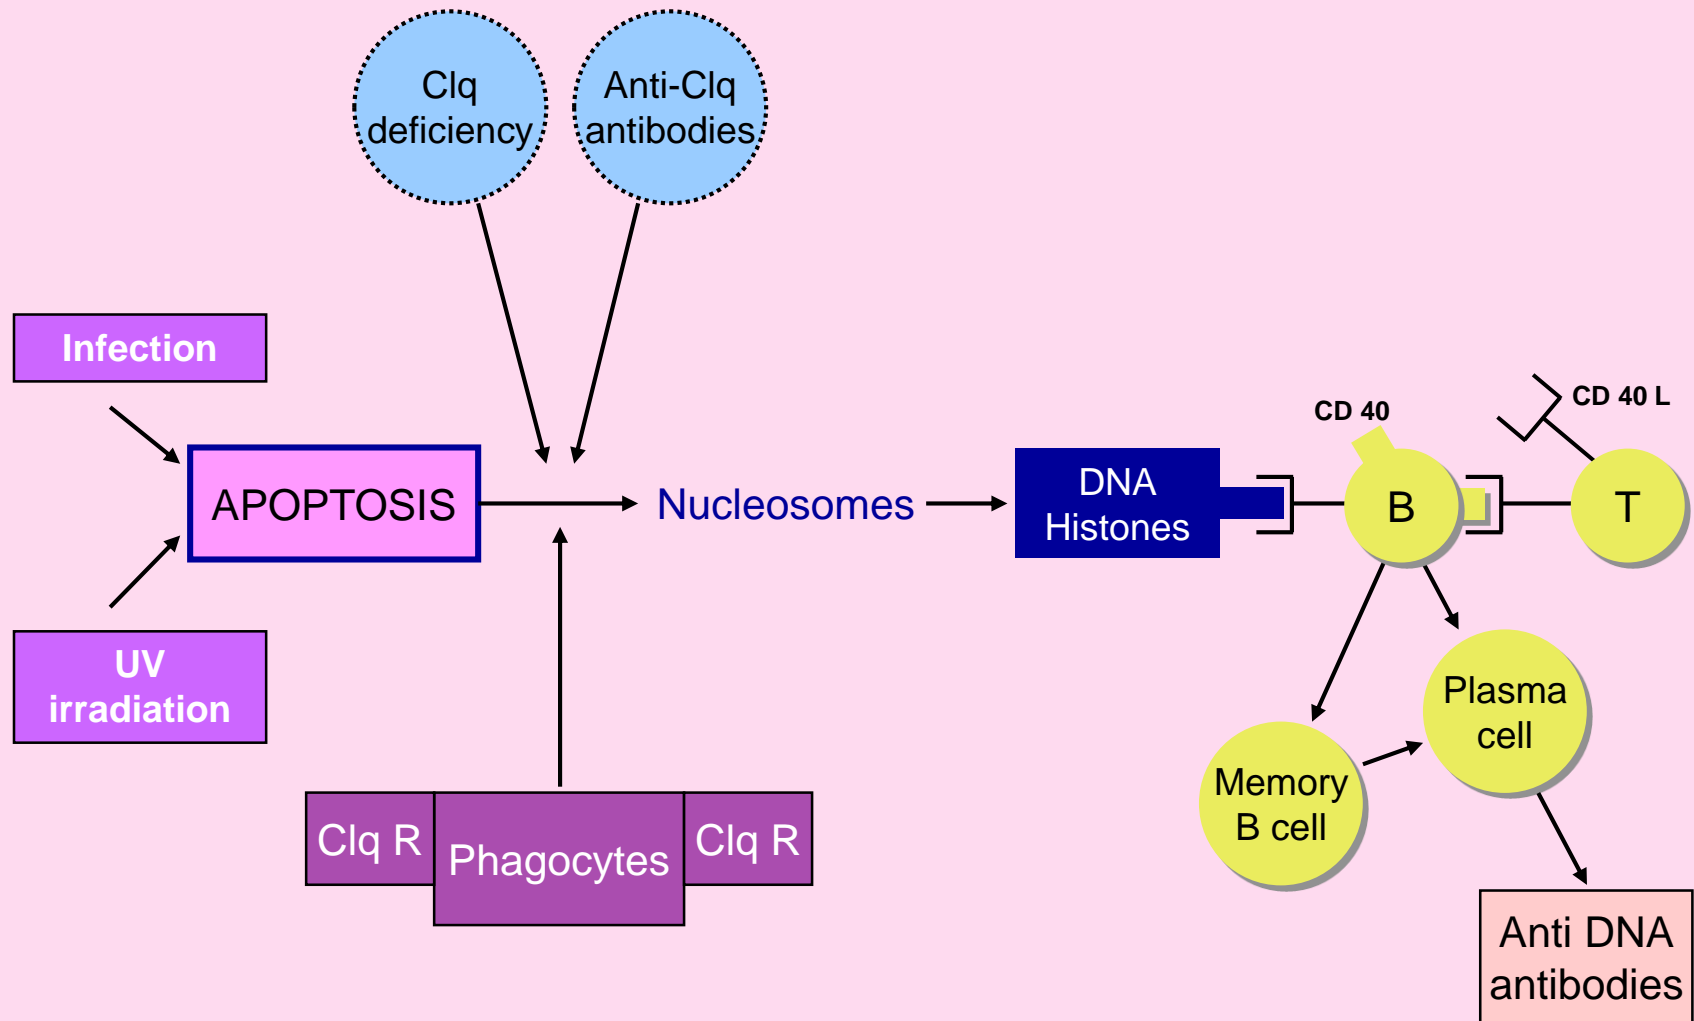 Clq
deficiency
Anti-Clq
antibodies
Infection
UV
irradiation
APOPTOSIS
Nucleosomes
DNA
Histones
CD 40
CD 40 L
B
T
Plasma
cell
Memory
B cell
Clq R
Phagocytes
Clq R
Anti DNA
antibodies